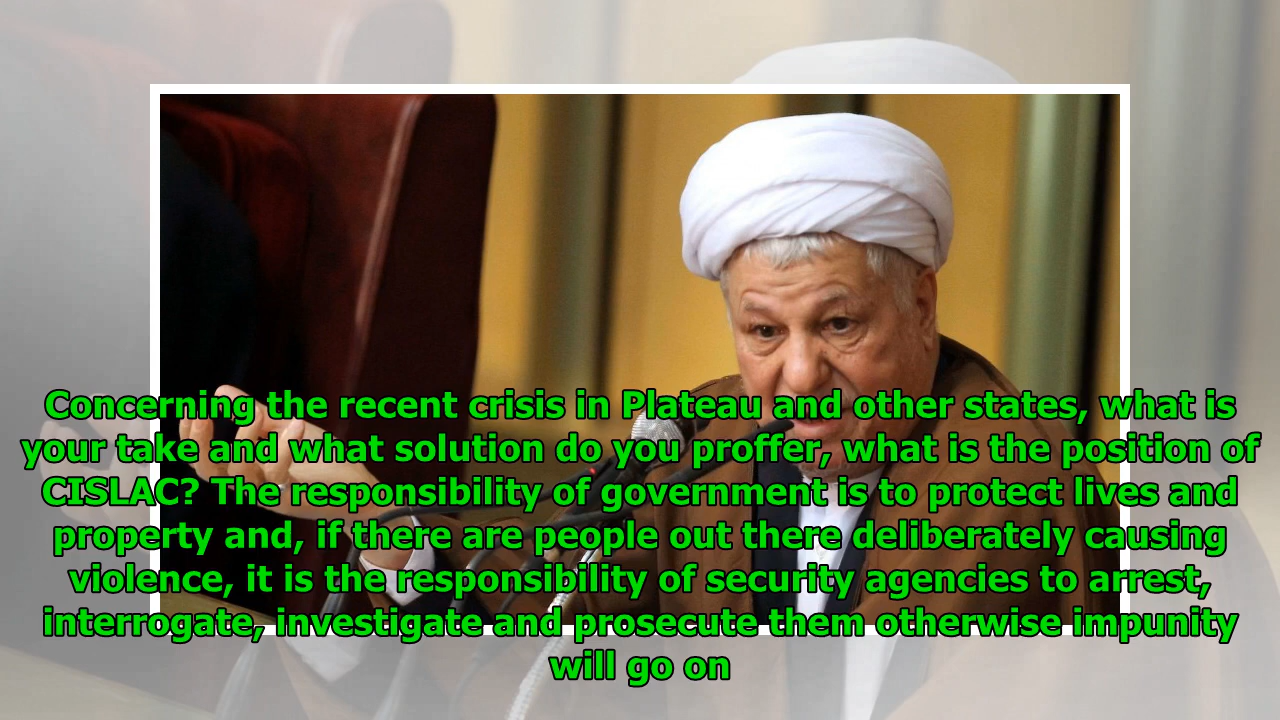 Concerning the recent crisis in Plateau and other states, what is
your take and what solution do you proffer, what is the position of
CISLAC? The responsibility of government is to protect lives and
property and, if there are people out there deliberately causing
violence, it is the responsibility of security agencies to arrest,
interrogate, investigate and prosecute them otherwise impunity
will go on